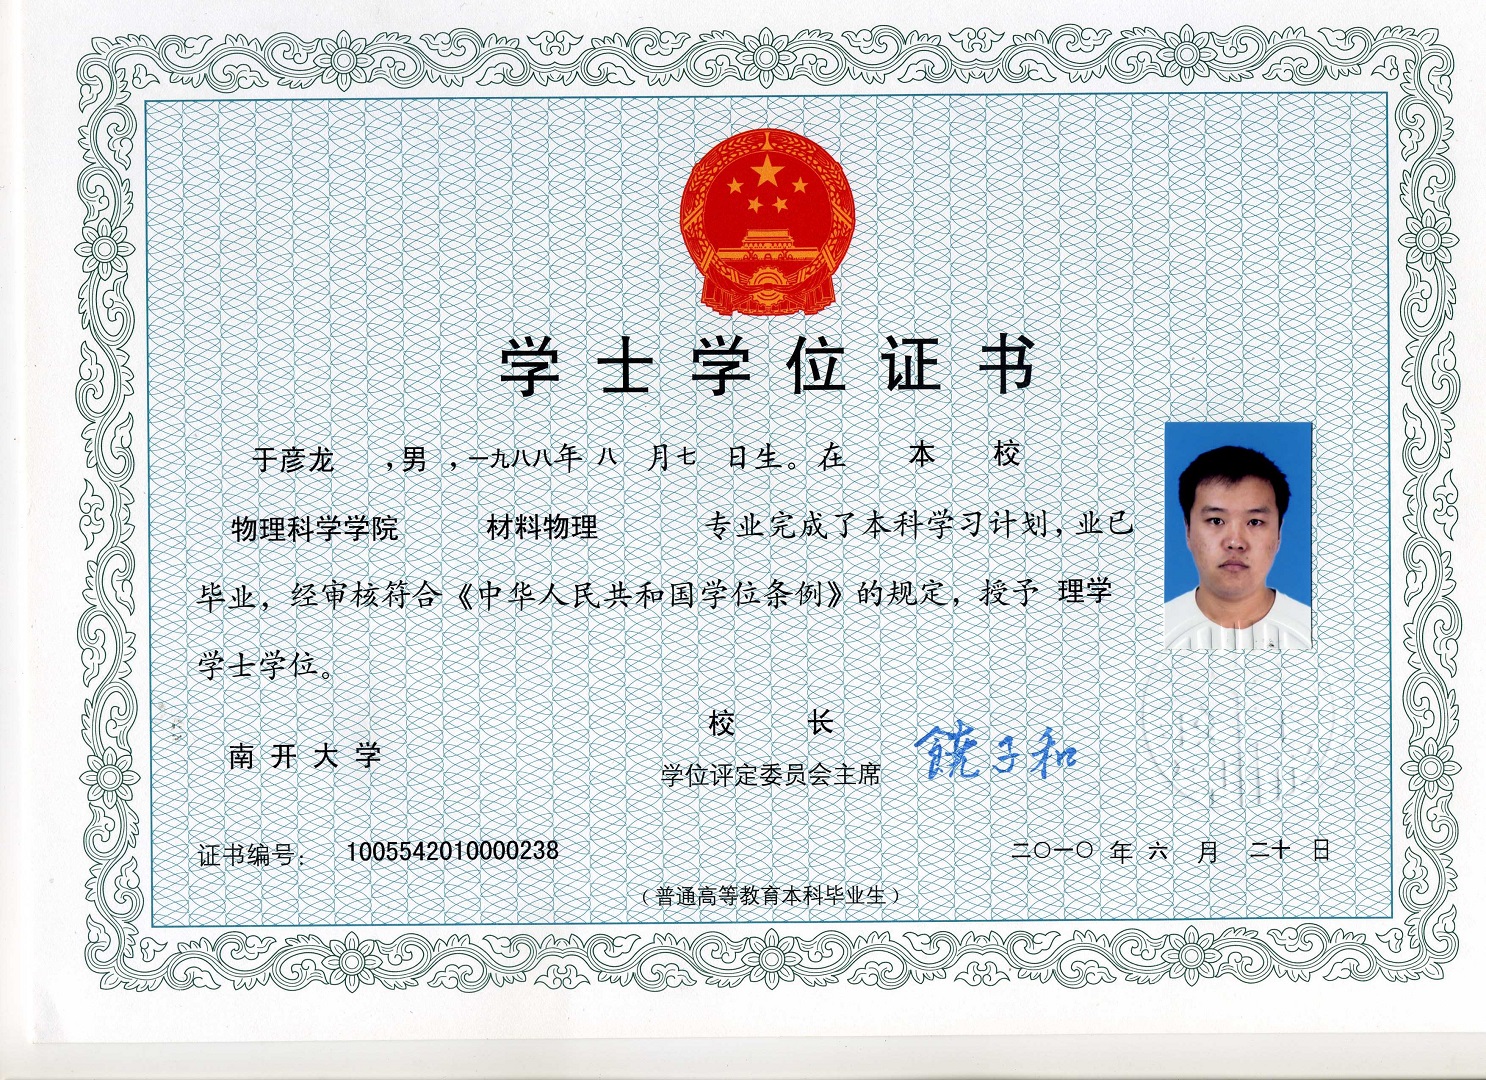 学士学位证书
于彦龙 ,男 ,一九八八年 八 月七 日生。在 本 校
物理科学学院 材料物理 专业完成了本科学习计划,业已
毕业,经审核符合《中华人民共和国学位条例》的规定,授予 理学
学士学位。
南开大学
校 长
学位评定委员会主席
饶子和
证书编号: 1005542010000238
二〇一〇 年 六 月 二十 日
(普通高等教育本科毕业生)